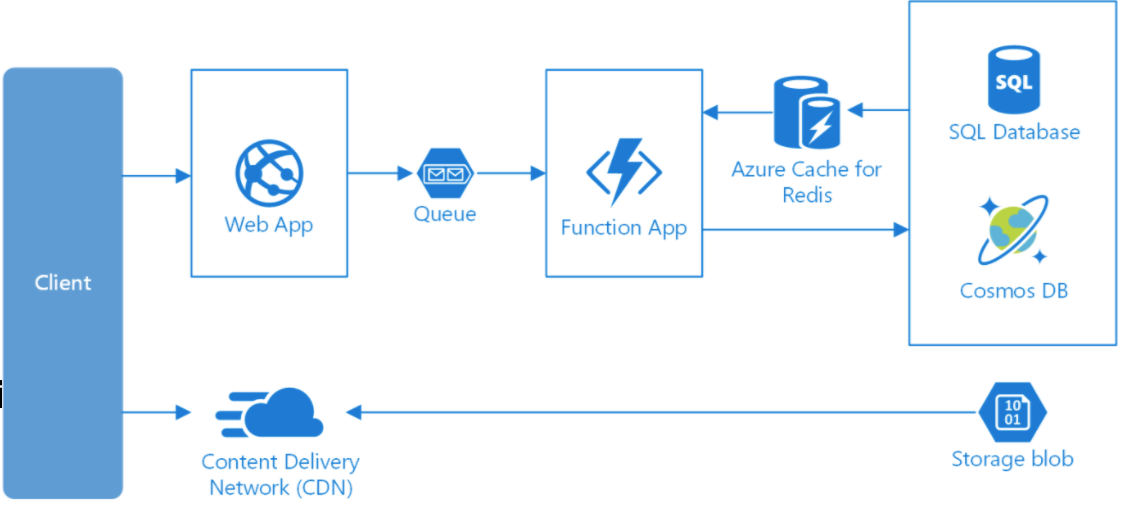 Client
Web App
Queue
Function App
Azure Cache for
Redis
SQL
SQL Database
Cosmos DB
Content Delivery
Network (CDN)
10
01
Storage blob
i